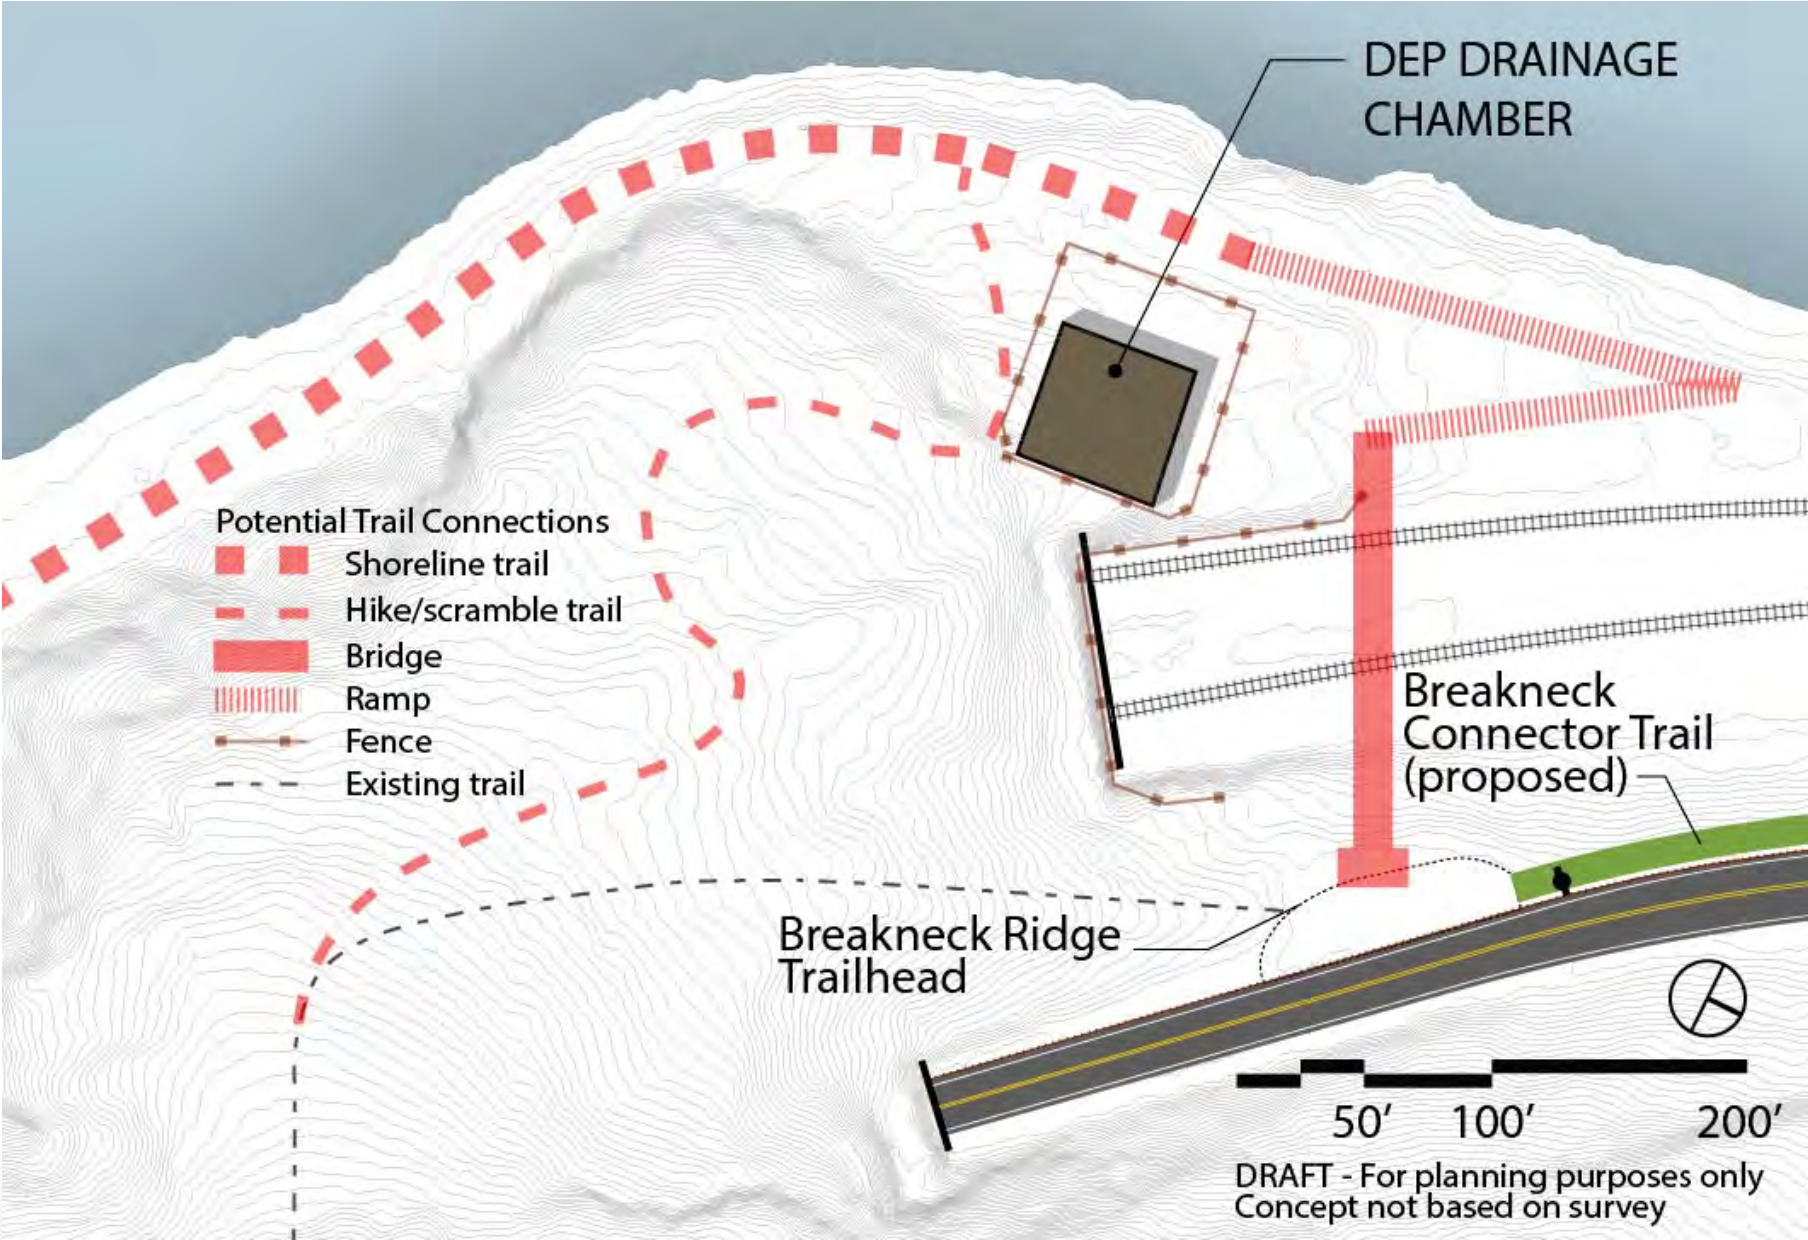 DEP DRAINAGE
CHAMBER
Potential Trail Connections
Shoreline trail
Hike/scramble trail
Bridge
Ramp
Fence
Existing trail
Breakneck
Connector Trail
(proposed)
Breakneck Ridge
Trailhead
50’ 100’ 200’
DRAFT - For planning purposes only
Concept not based on survey